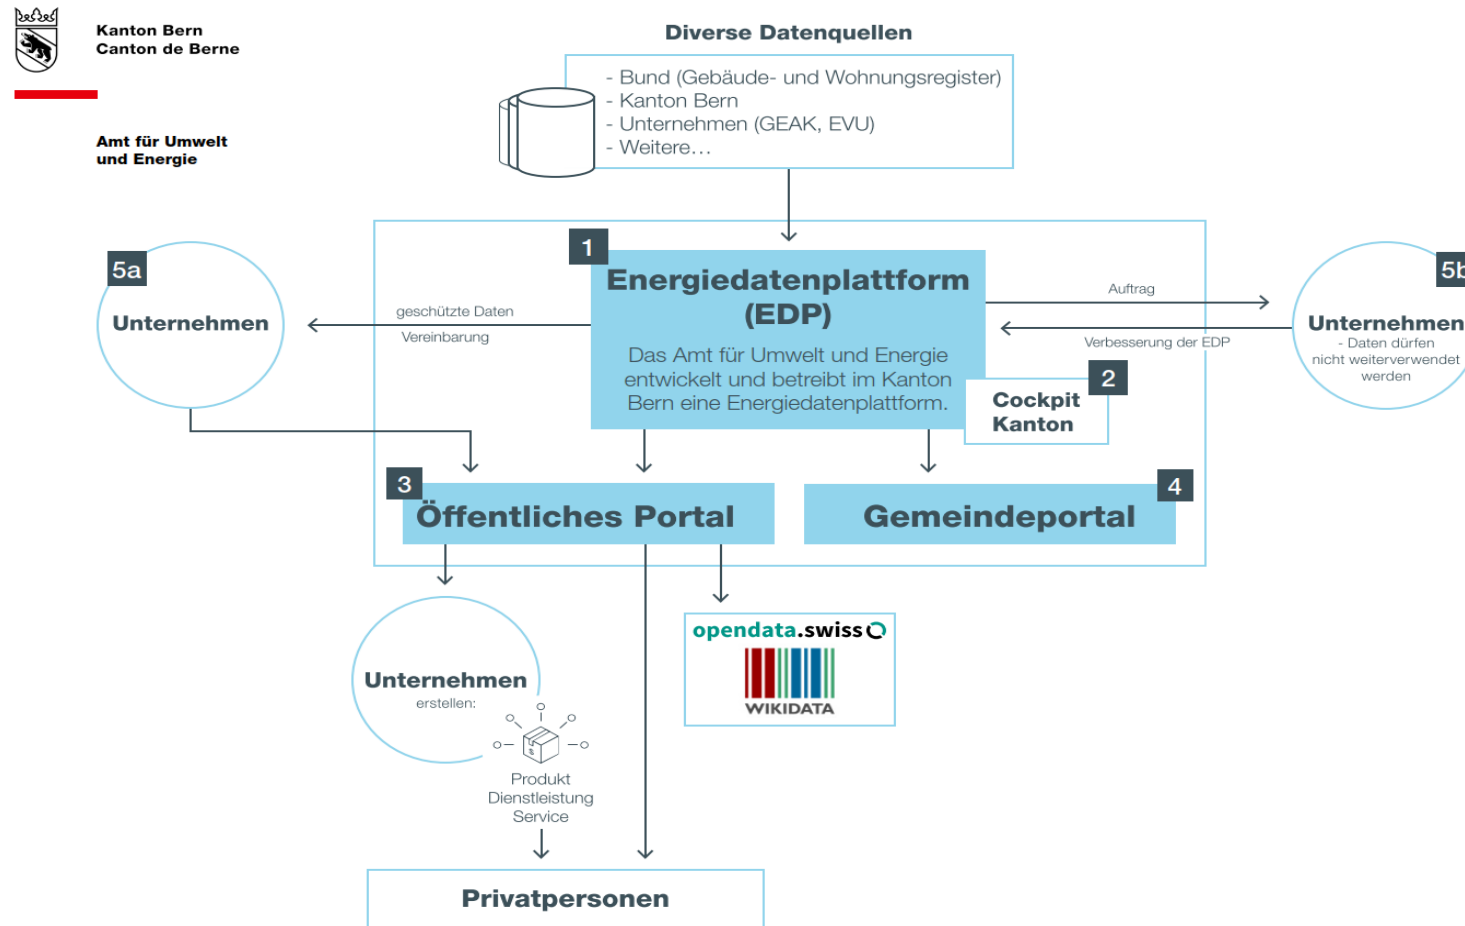 Kanton Bern
Canton de Berne
Amt für Umwelt
und Energie
Diverse Datenquellen
- Bund (Gebäude- und Wohnungsregister)
- Kanton Bern
- Unternehmen (GEAK, EVU)
- Weitere...
1
Energiedatenplattform
(EDP)
Das Amt für Umwelt und Energie
entwickelt und betreibt im Kanton
Bern eine Energiedatenplattform.
5a
Unternehmen
geschützte Daten
Vereinbarung
Auftrag
Verbesserung der EDP
5b
Unternehmen
- Daten dürfen
nicht weiterverwendet
werden
2
Cockpit
Kanton
3
Öffentliches Portal
4
Gemeindeportal
Unternehmen
erstellen:
Produkt
Dienstleistung
Service
opendata.swiss
WIKIDATA
Privatpersonen